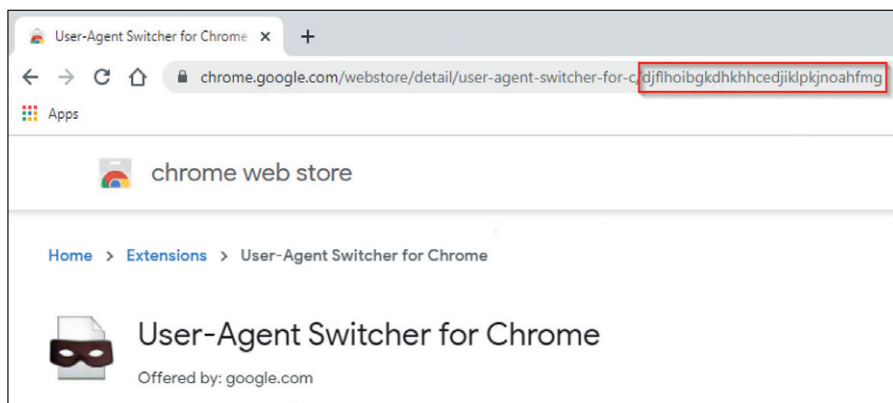 User-Agent Switcher for Chrome
chrome.google.com/webstore/detail/user-agent-switcher-for-c/djflhoibgkdhkhhcedjiklpkjnoahfmg
Apps
chrome web store
Home > Extensions > User-Agent Switcher for Chrome
User-Agent Switcher for Chrome
Offered by: google.com